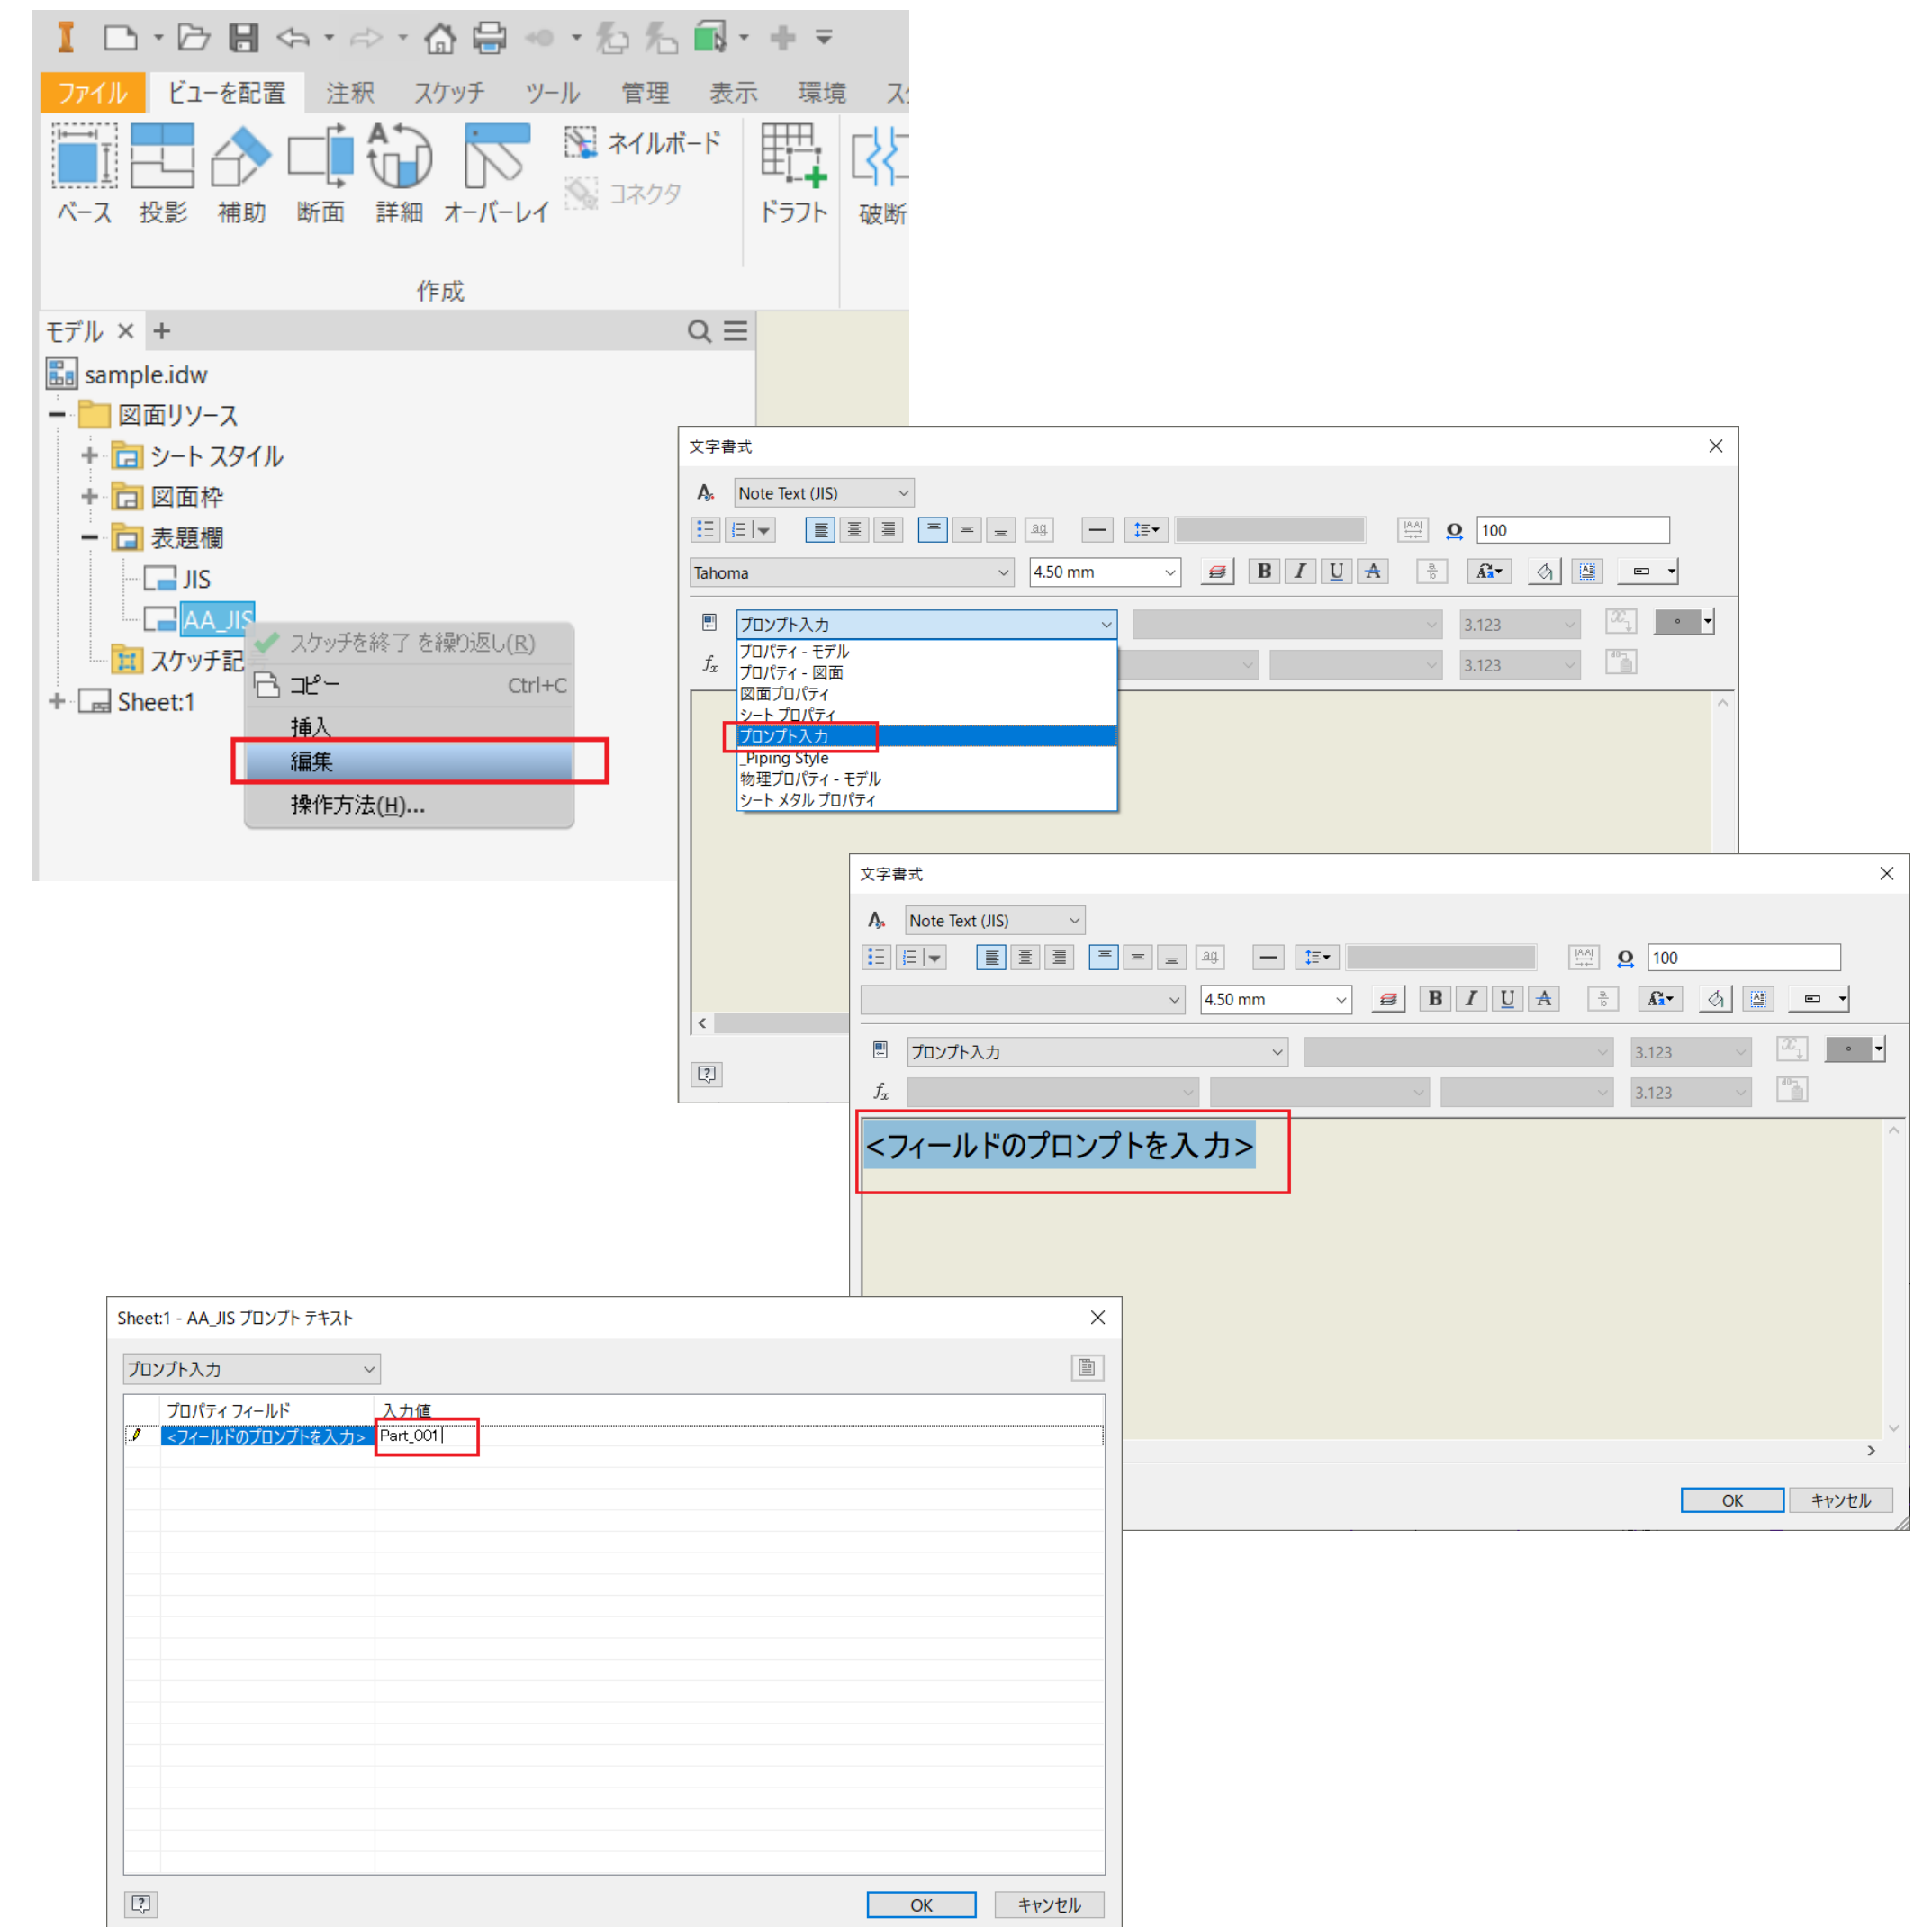 ファイル ビューを配置 注釈 スケッチ ツール 管理 表示 環境
ベース 投影 補助 断面 詳細 オーバーレイ ネイルボード コネクタ ドラフト 破断
作成
モデル × +
sample.idw
図面リソース
シート スタイル
図面枠
表題欄
JIS
AA_JIS
スケッチ記
Sheet:1
スケッチを終了 を繰り返し(R)
コピー Ctrl+C
挿入
編集
操作方法(H)...
文字書式
Note Text (JIS)
100
Tahoma 4.50 mm
プロンプト入力 3.123
3.123
プロパティ - モデル
プロパティ - 図面
図面プロパティ
シート プロパティ
プロンプト入力
_Piping Style
物理プロパティ - モデル
シート メタル プロパティ
文字書式
Note Text (JIS)
100
4.50 mm
プロンプト入力 3.123
3.123
<フィールドのプロンプトを入力>
OK キャンセル
Sheet:1 - AA_JIS プロンプト テキスト
プロンプト入力
プロパティ フィールド 入力値
<フィールドのプロンプトを入力> Part_001
OK キャンセル